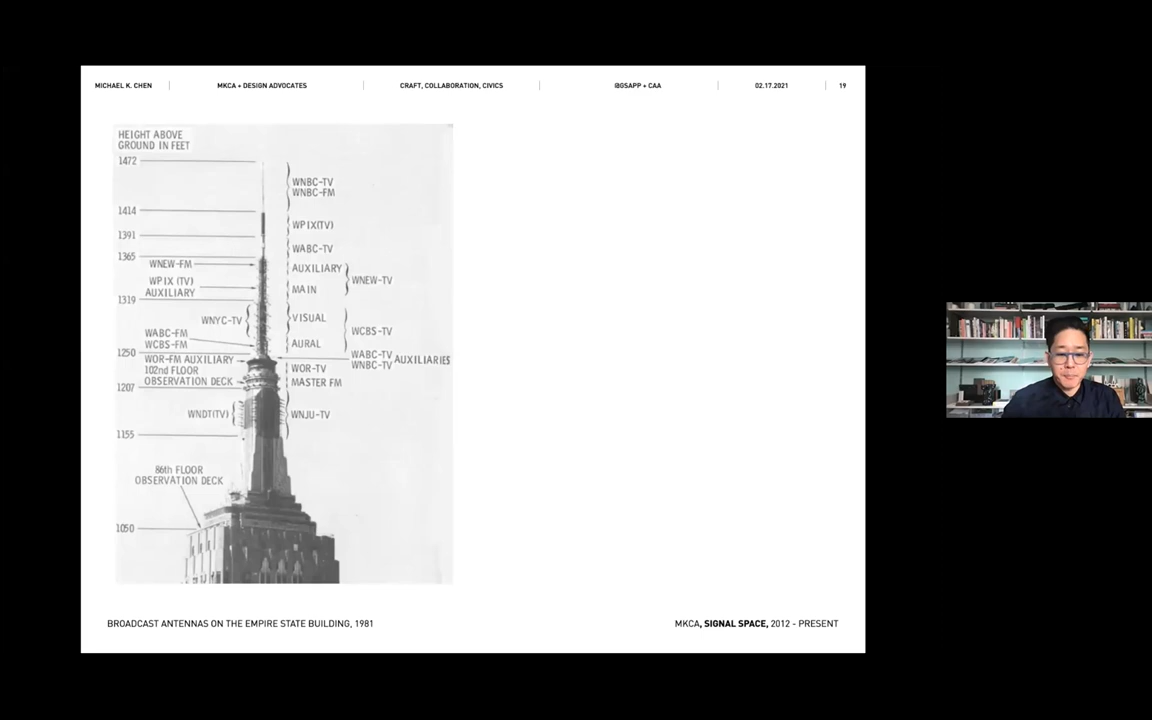 MICHAEL K. CHEN
MKCA + DESIGN ADVOCATES
CRAFT, COLLABORATION, CIVICS
@GSAPP + CAA
02.17.2021
19
HEIGHT ABOVE
GROUND IN FEET
1472
WNBC-TV
WNBC-FM
1414
WPIX(TV)
1391
WABC-TV
1365
WNEW-FM
AUXILIARY
WNEW-TV
WPIX (TV)
AUXILIARY
MAIN
1319
WNYC-TV
VISUAL
WCBS-TV
WABC-FM
WCBS-FM
AURAL
1250
WABC-TV
WNBC-TV
AUXILIARIES
WOR-FM AUXILIARY
102nd FLOOR
OBSERVATION DECK
WOR-TV
MASTER FM
1207
WNDT(TV)
WNJU-TV
1155
86th FLOOR
OBSERVATION DECK
1050
BROADCAST ANTENNAS ON THE EMPIRE STATE BUILDING, 1981
MKCA, SIGNAL SPACE, 2012 - PRESENT